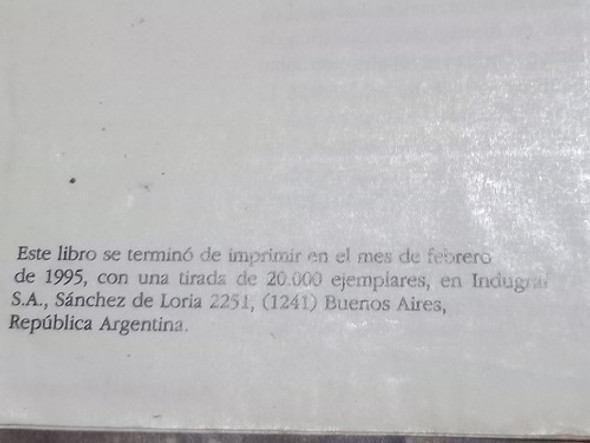 Este libro se terminó de imprimir en el mes de febrero
de 1995, con una tirada de 20.000 ejemplares, en Indugraf
S.A., Sánchez de Loria 2251, (1241) Buenos Aires,
República Argentina.